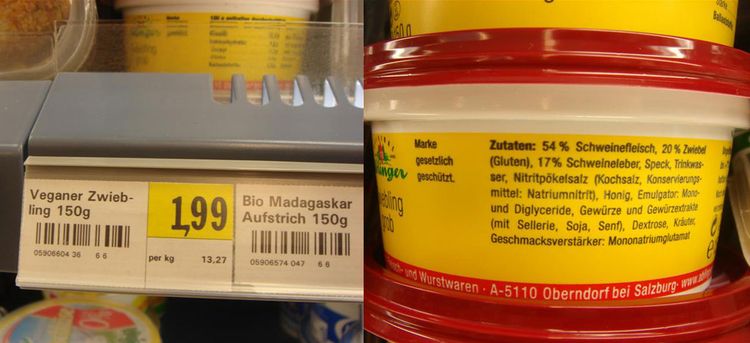 Veganer Zwieb-
ling 150g
05906604 36 6 6
1,99
per kg 13,27
Bio Madagaskar
Aufstrich 150g
05906574 047 6 6
Marke
gesetzlich
geschützt.
Zutaten: 54 % Schweinefleisch, 20 % Zwiebel
(Gluten), 17 % Schweineleber, Speck, Trinkwas-
ser, Nitritpökelsalz (Kochsalz, Konservierungs-
mittel: Natriumnitrit), Honig, Emulgator: Mono-
und Diglyceride, Gewürze und Gewürzextrakte
(mit Sellerie, Soja, Senf), Dextrose, Kräuter,
Geschmacksverstärker: Mononatriumglutamat
und Wurstwaren · A-5110 Oberndorf bei Salzburg ·